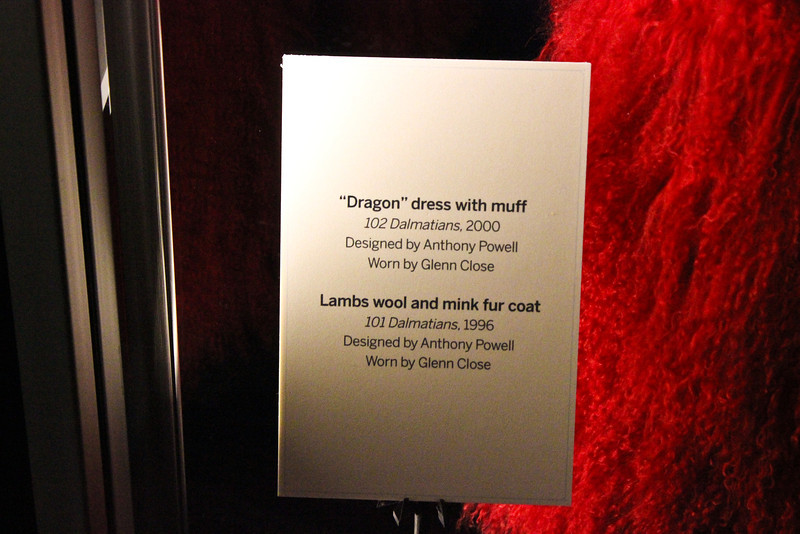 “Dragon” dress with muff
102 Dalmatians, 2000
Designed by Anthony Powell
Worn by Glenn Close
Lambs wool and mink fur coat
101 Dalmatians, 1996
Designed by Anthony Powell
Worn by Glenn Close